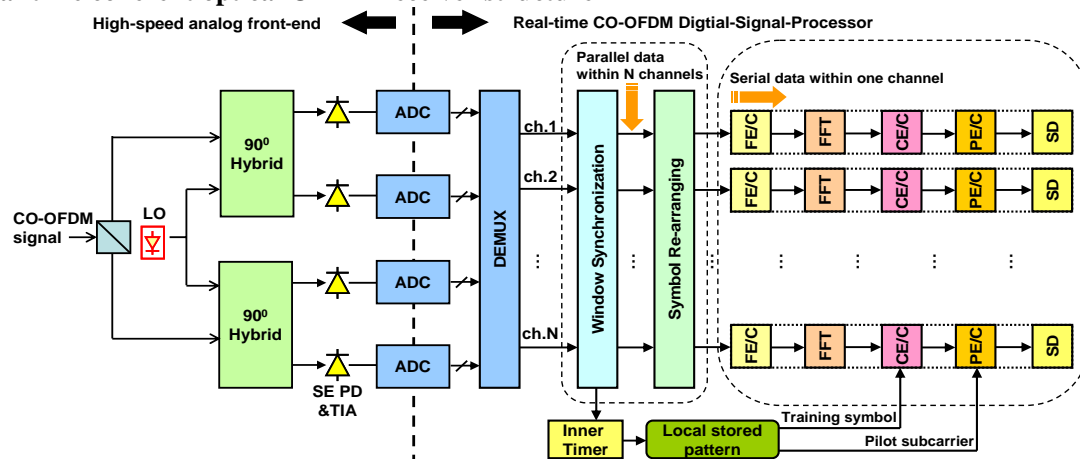 High-speed analog front-end
Real-time CO-OFDM Digtial-Signal-Processor
Parallel data
within N channels
Serial data within one channel
90⁰
Hybrid
90⁰
Hybrid
CO-OFDM
signal
LO
SE PD
&TIA
ADC
ADC
ADC
ADC
DEMUX
ch.1
ch.2
⋮
ch.N
Window Synchronization
Symbol Re-arranging
FE/C
FFT
CE/C
PE/C
SD
FE/C
FFT
CE/C
PE/C
SD
FE/C
FFT
CE/C
PE/C
SD
Inner
Timer
Local stored
pattern
Training symbol
Pilot subcarrier